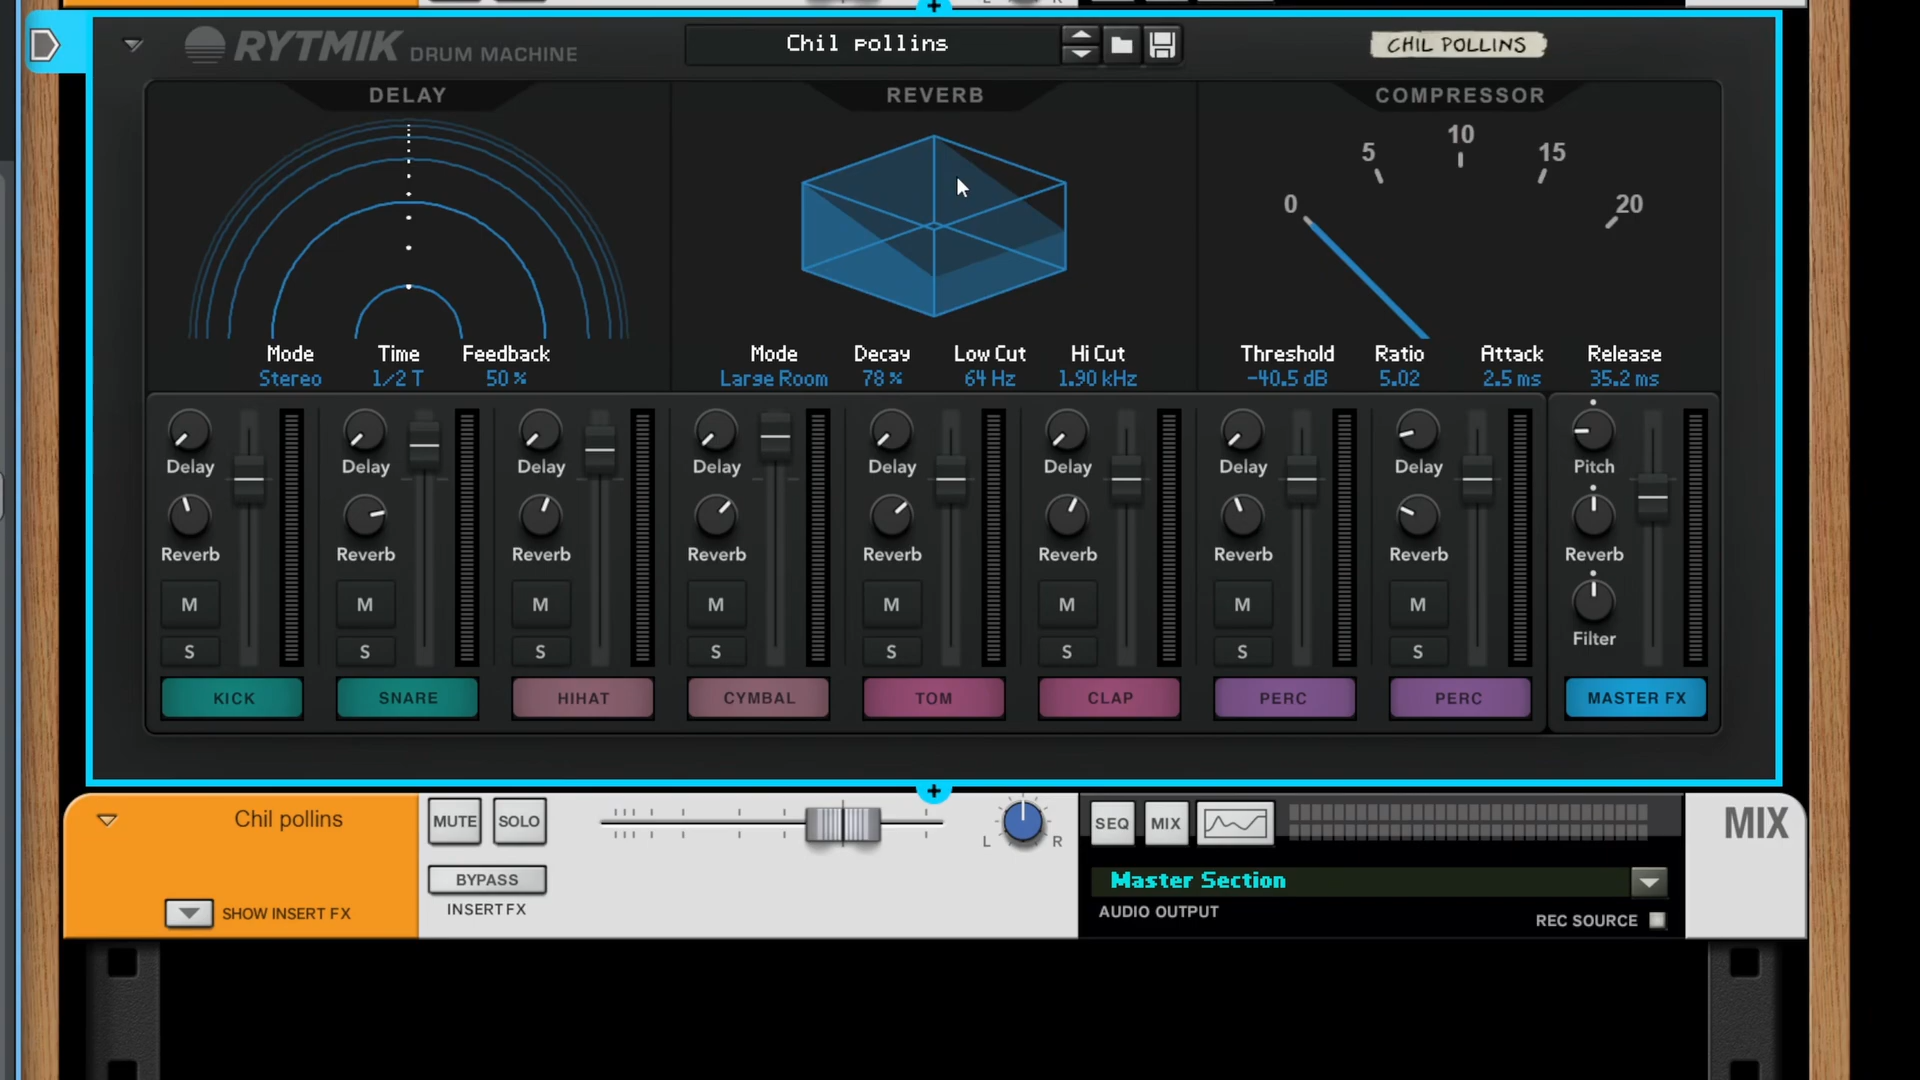 RYTMIK DRUM MACHINE
Chil pollins
CHIL POLLINS
DELAY
REVERB
COMPRESSOR
0 5 10 15 20
Mode Time Feedback
Stereo 1/2 T 50 %
Mode Decay Low Cut Hi Cut
Large Room 78 % 64 Hz 1.90 kHz
Threshold Ratio Attack Release
-40.5 dB 5.02 2.5 ms 35.2 ms
Delay Delay Delay Delay Delay Delay Delay Delay Pitch
Reverb Reverb Reverb Reverb Reverb Reverb Reverb Reverb Reverb
M M M M M M M M
Filter
S S S S S S S S
KICK SNARE HIHAT CYMBAL TOM CLAP PERC PERC MASTER FX
Chil pollins
SHOW INSERT FX
MUTE SOLO
BYPASS
INSERT FX
L R
SEQ MIX
Master Section
AUDIO OUTPUT
REC SOURCE
MIX